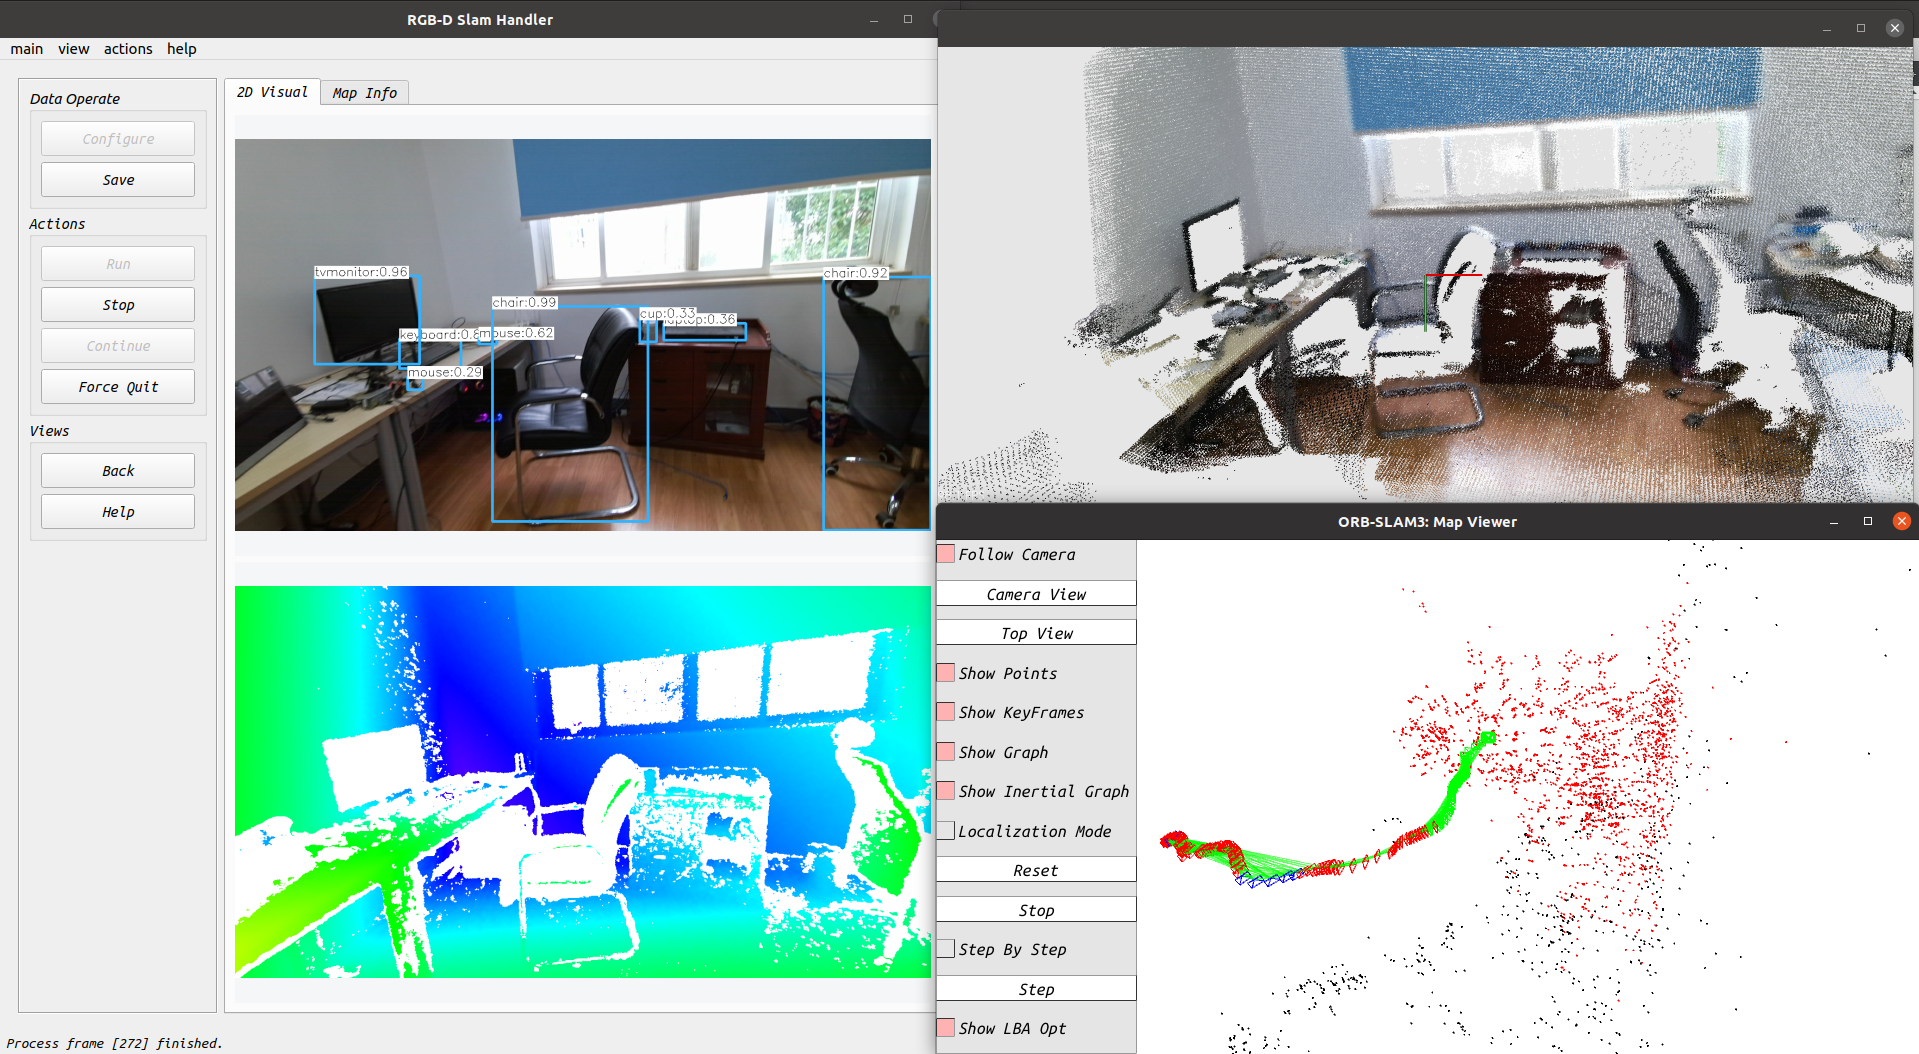 RGB-D Slam Handler
main view actions help
Data Operate
Configure
Save
Actions
Run
Stop
Continue
Force Quit
Views
Back
Help
2D Visual
Map Info
tvmonitor:0.96
chair:0.92
chair:0.99
cup:0.33
:0.36
keyboard:0.8
mouse:0.62
mouse:0.29
Process frame [272] finished.
ORB-SLAM3: Map Viewer
Follow Camera
Camera View
Top View
Show Points
Show KeyFrames
Show Graph
Show Inertial Graph
Localization Mode
Reset
Stop
Step By Step
Step
Show LBA Opt